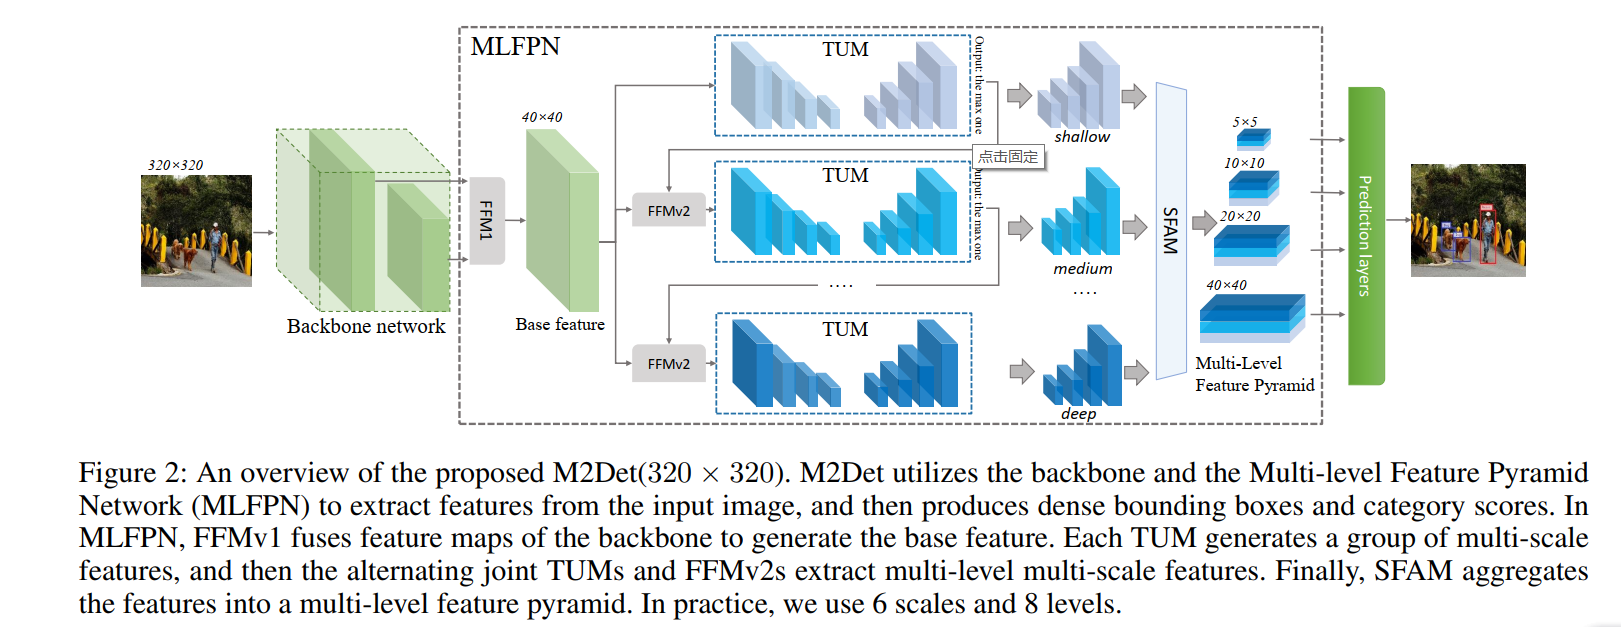 MLFPN
TUM
Output: the max one
40×40
320×320
shallow
5×5
点击固定
10×10
TUM
FFM1
FFMv2
Output: the max one
SFAM
20×20
Prediction layers
medium
....
....
40×40
Backbone network
Base feature
TUM
FFMv2
Multi-Level
Feature Pyramid
deep
Figure 2: An overview of the proposed M2Det(320 × 320). M2Det utilizes the backbone and the Multi-level Feature Pyramid
Network (MLFPN) to extract features from the input image, and then produces dense bounding boxes and category scores. In
MLFPN, FFMv1 fuses feature maps of the backbone to generate the base feature. Each TUM generates a group of multi-scale
features, and then the alternating joint TUMs and FFMv2s extract multi-level multi-scale features. Finally, SFAM aggregates
the features into a multi-level feature pyramid. In practice, we use 6 scales and 8 levels.